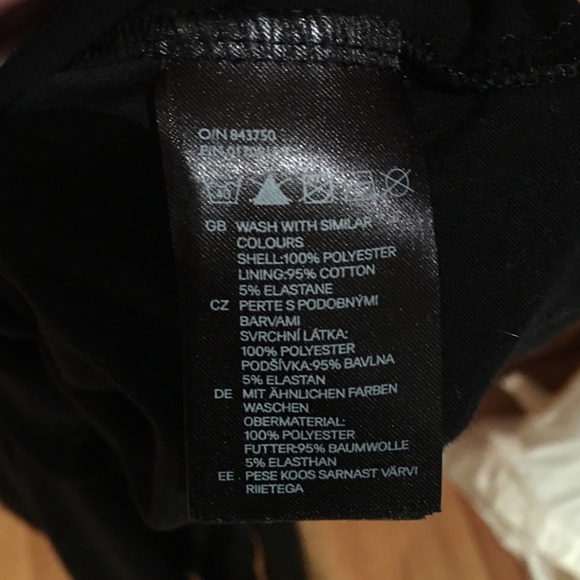 O/N 843750
GB WASH WITH SIMILAR
COLOURS
SHELL:100% POLYESTER
LINING:95% COTTON
5% ELASTANE
CZ PERTE S PODOBNÝMI
BARVAMI
SVRCHNÍ LÁTKA:
100% POLYESTER
PODŠÍVKA:95% BAVLNA
5% ELASTAN
DE MIT ÄHNLICHEN FARBEN
WASCHEN
OBERMATERIAL:
100% POLYESTER
FUTTER:95% BAUMWOLLE
5% ELASTHAN
EE PESE KOOS SARNAST VÄRVI
RIIETEGA